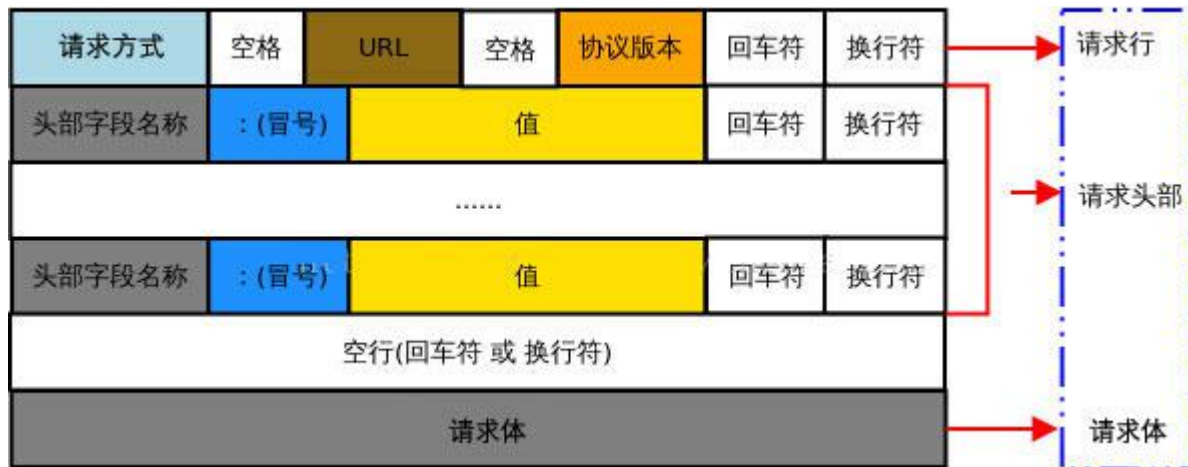 请求方式 空格 URL 空格 协议版本 回车符 换行符 请求行
头部字段名称 : (冒号) 值 回车符 换行符
...... 请求头部
头部字段名称 : (冒号) 值 回车符 换行符
空行(回车符 或 换行符)
请求体 请求体